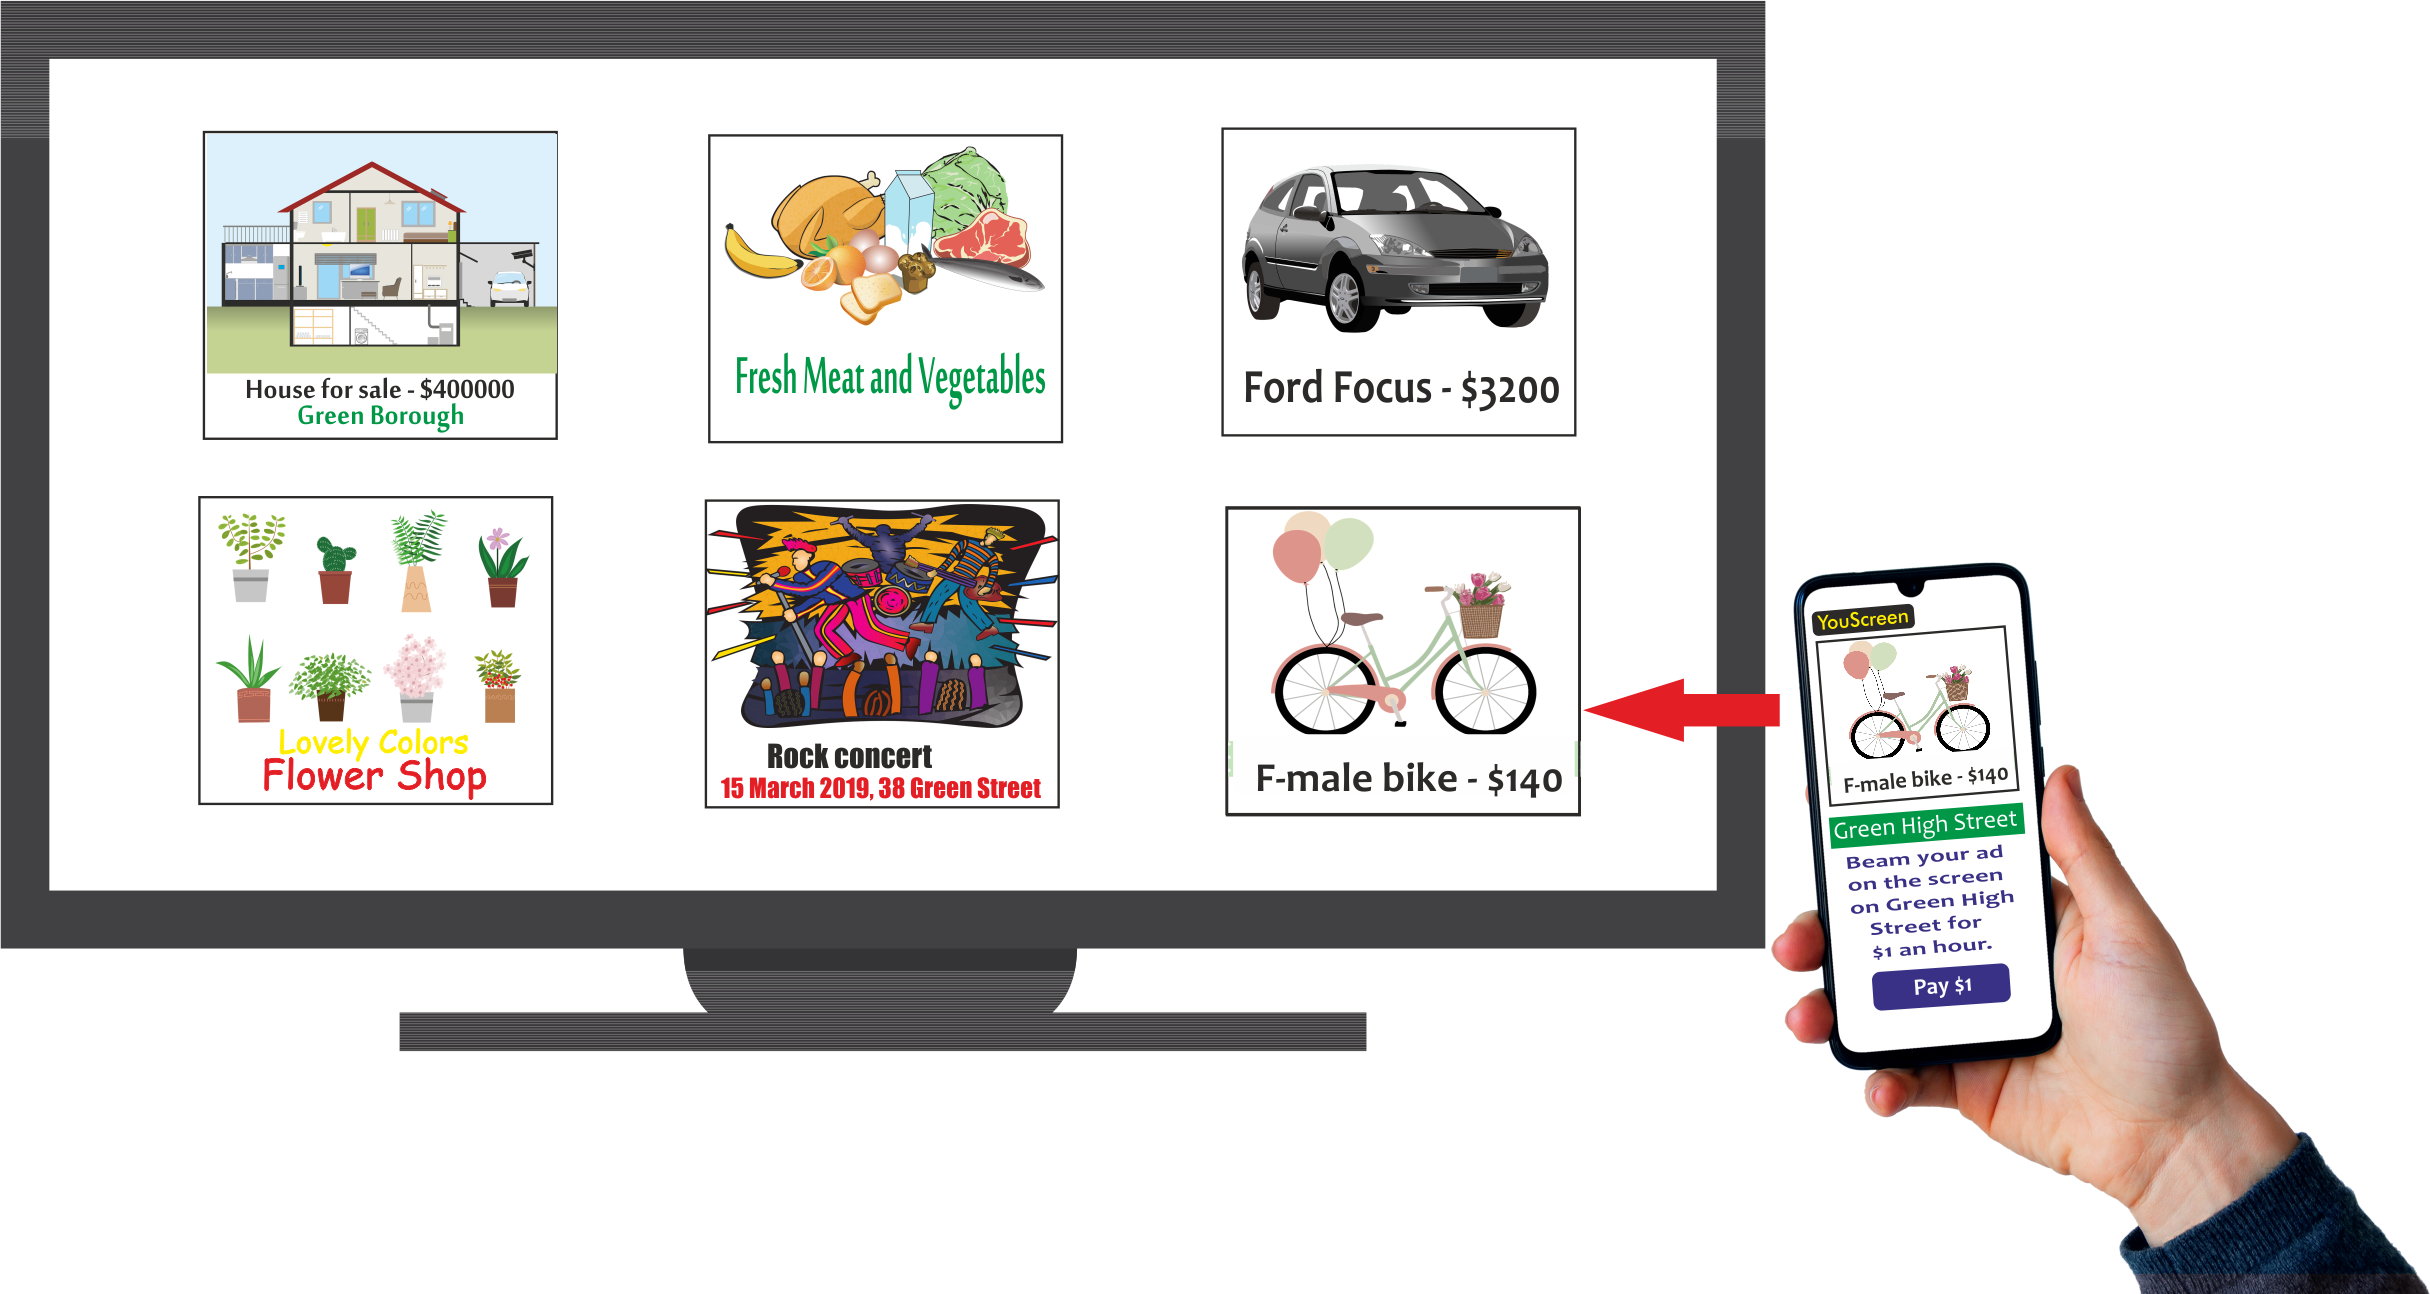 House for sale - $400000
Green Borough
Fresh Meat and Vegetables
Ford Focus - $3200
Lovely Colors
Flower Shop
Rock concert
15 March 2019, 38 Green Street
F-male bike - $140
YouScreen
F-male bike - $140
Green High Street
Beam your ad
on the screen
on Green High
Street for
$1 an hour.
Pay $1